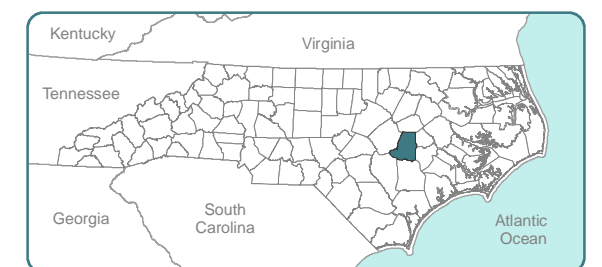 Kentucky
Virginia
Tennessee
Georgia
South
Carolina
Atlantic
Ocean